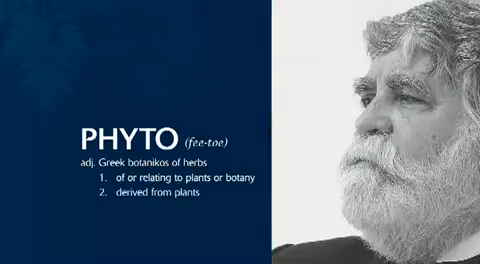 PHYTO (fee-toe)
adj. Greek botanikos of herbs
1. of or relating to plants or botany
2. derived from plants